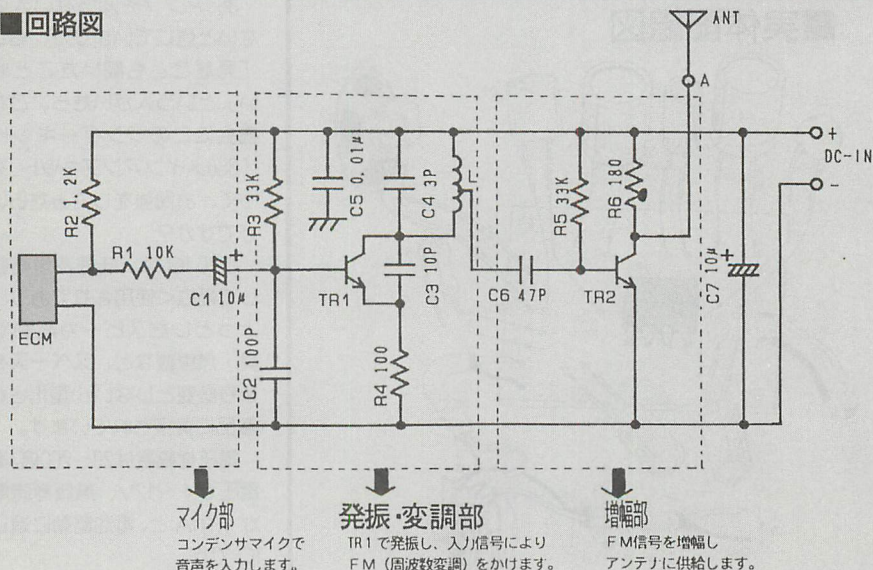 ■回路図
ANT
A
+
DC-IN
-
R2 1.2K
R3 33K
C5 0.01μ
C4 3P
L
R5 33K
R6 180
R1 10K
C1 10μ
+
TR1
C3 10P
C6 47P
TR2
C7 10μ
+
ECM
C2 100P
R4 100
マイク部
コンデンサマイクで
音声を入力します。
発振・変調部
TR1で発振し、入力信号により
FM(周波数変調)をかけます。
増幅部
FM信号を増幅し
アンテナに供給します。